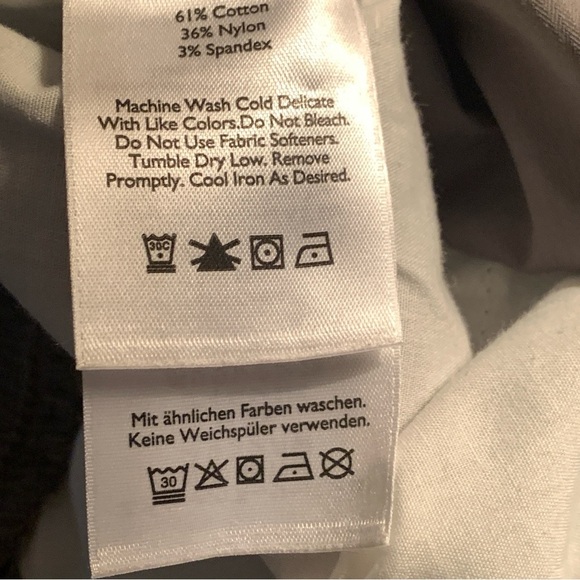 61% Cotton
36% Nylon
3% Spandex
Machine Wash Cold Delicate
With Like Colors.Do Not Bleach.
Do Not Use Fabric Softeners.
Tumble Dry Low. Remove
Promptly. Cool Iron As Desired.
30C
Mit ähnlichen Farben waschen.
Keine Weichspüler verwenden.
30